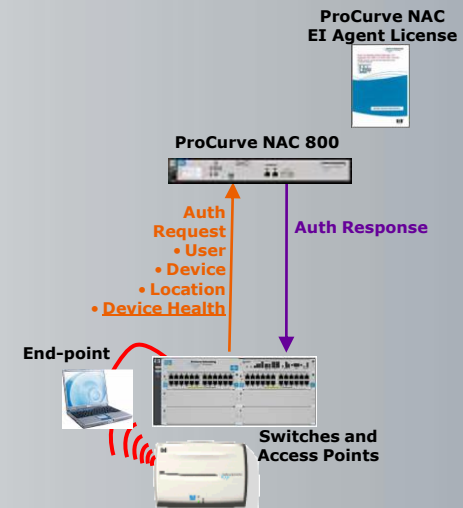 ProCurve NAC
EI Agent License
ProCurve NAC 800
Auth
Request
• User
• Device
• Location
• Device Health
Auth Response
End-point
Switches and
Access Points